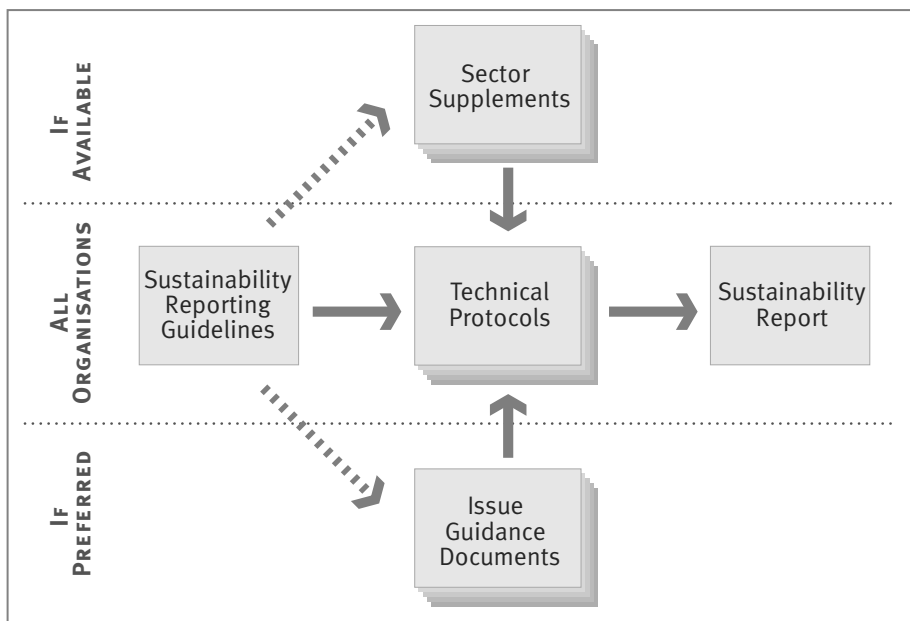 IF
AVAILABLE
Sector
Supplements
ALL
ORGANISATIONS
Sustainability
Reporting
Guidelines
Technical
Protocols
Sustainability
Report
IF
PREFERRED
Issue
Guidance
Documents